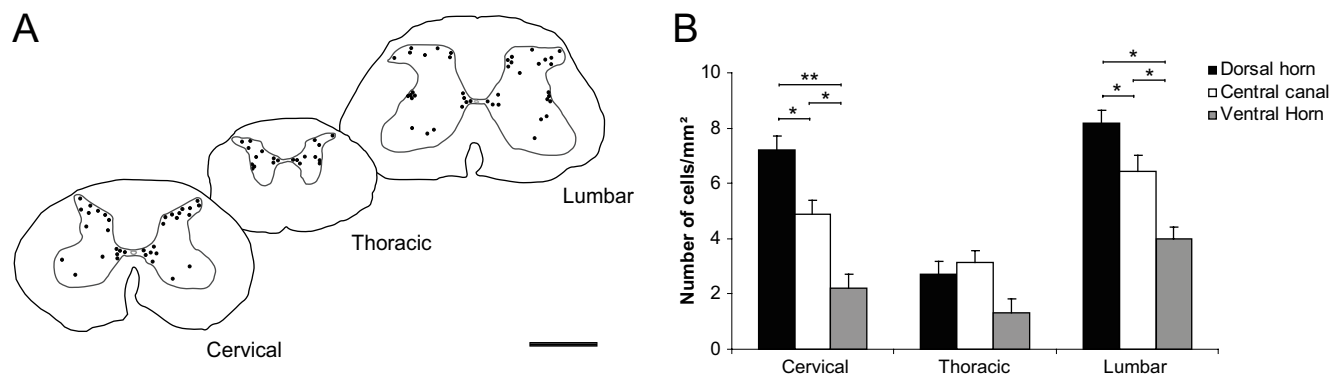 A
Lumbar
Thoracic
Cervical
B
Number of cells/mm²
10
8
6
4
2
0
**
*
*
*
*
*
Cervical
Thoracic
Lumbar
Dorsal horn
Central canal
Ventral Horn